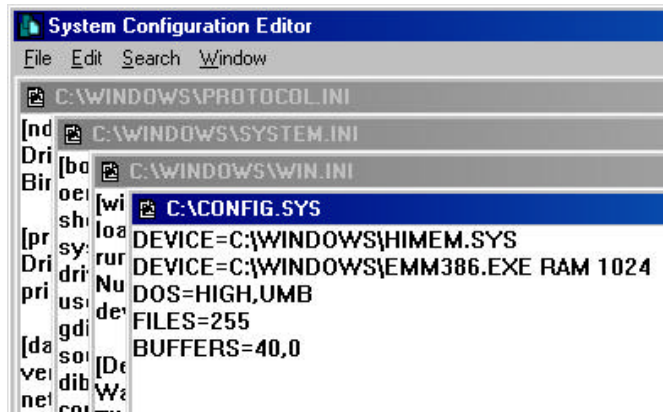 System Configuration Editor
File Edit Search Window
C:\WINDOWS\PROTOCOL.INI
C:\WINDOWS\SYSTEM.INI
C:\WINDOWS\WIN.INI
C:\CONFIG.SYS
DEVICE=C:\WINDOWS\HIMEM.SYS
DEVICE=C:\WINDOWS\EMM386.EXE RAM 1024
DOS=HIGH,UMB
FILES=255
BUFFERS=40,0